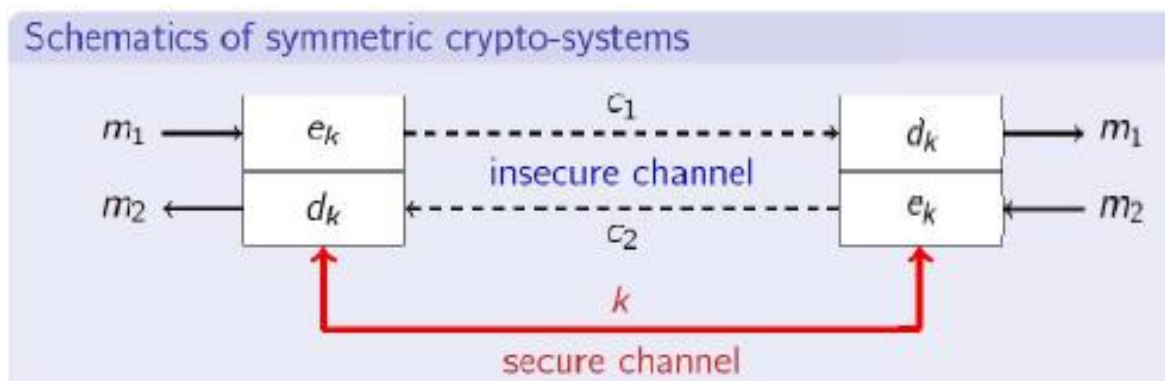 Schematics of symmetric crypto-systems
c₁
m₁ eₖ dₖ m₁
insecure channel
m₂ dₖ eₖ m₂
c₂
k
secure channel